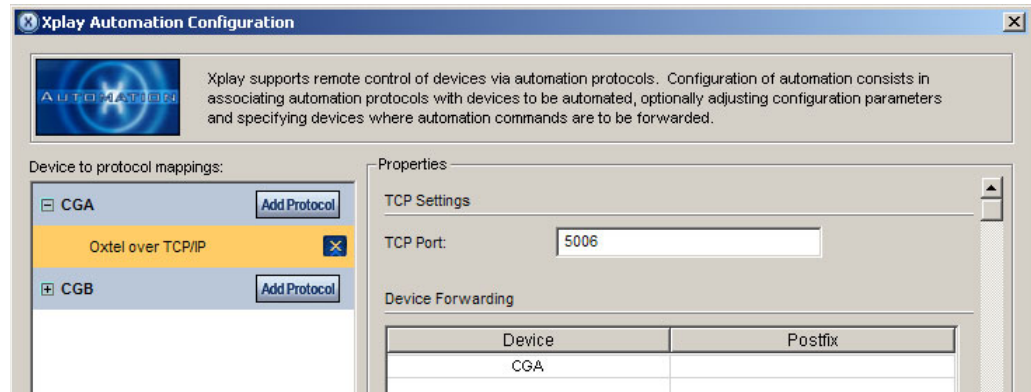 Xplay Automation Configuration
AUTOMATION
Xplay supports remote control of devices via automation protocols. Configuration of automation consists in
associating automation protocols with devices to be automated, optionally adjusting configuration parameters
and specifying devices where automation commands are to be forwarded.
Device to protocol mappings:
CGA Add Protocol
Oxtel over TCP/IP
CGB Add Protocol
Properties
TCP Settings
TCP Port: 5006
Device Forwarding
Device Postfix
CGA